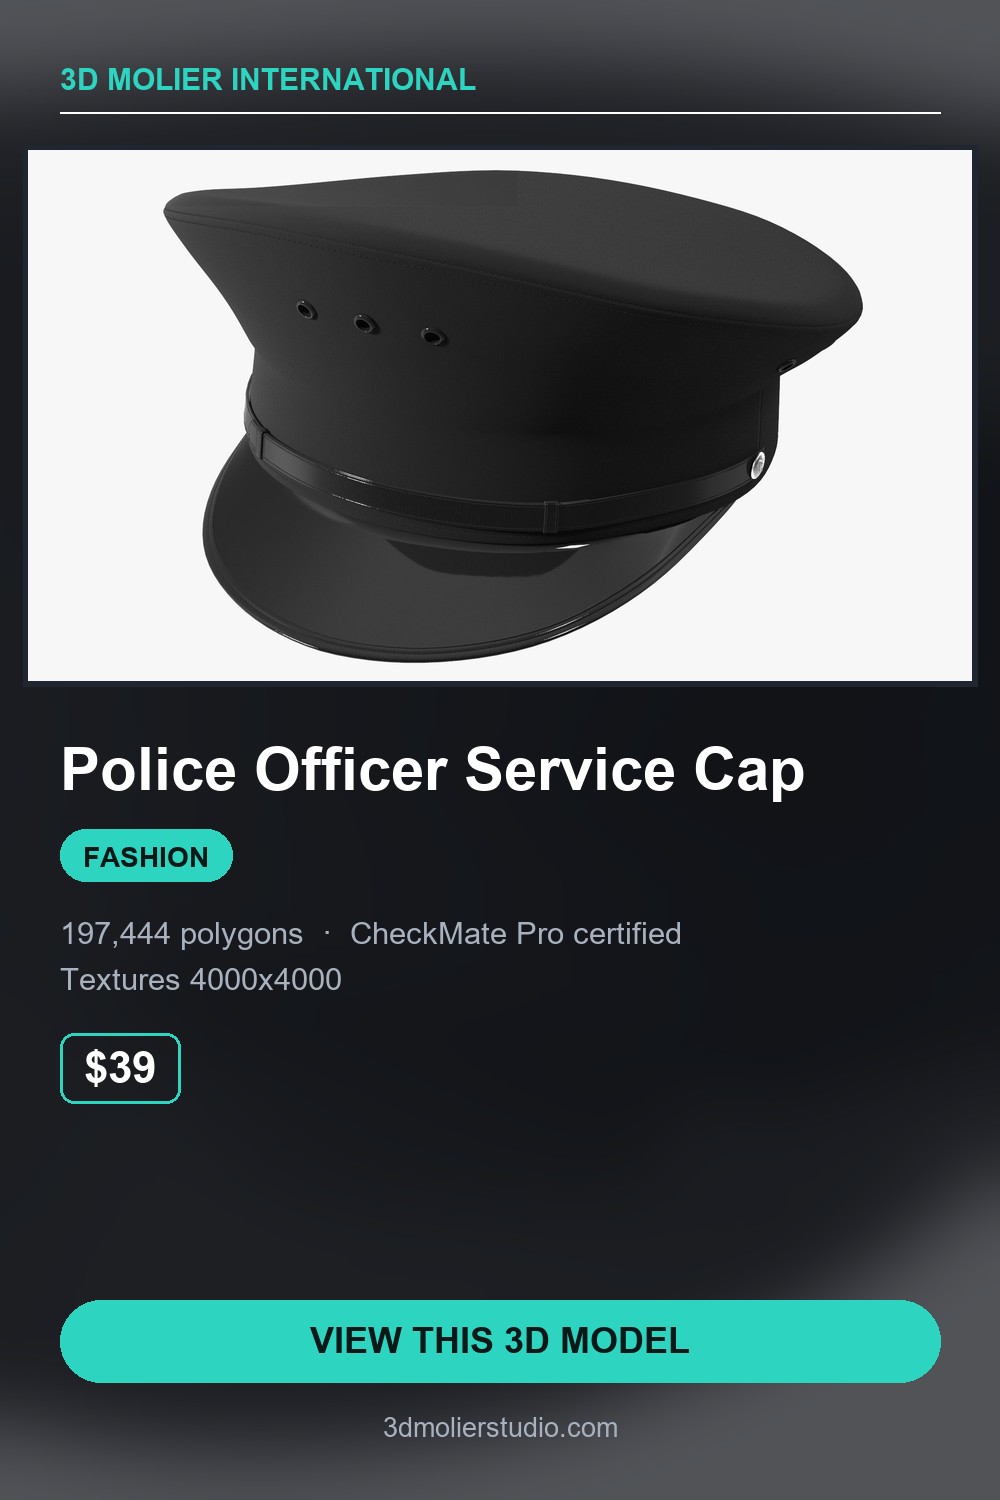 3D MOLIER INTERNATIONAL
Police Officer Service Cap
FASHION
197,444 polygons · CheckMate Pro certified
Textures 4000x4000
$39
VIEW THIS 3D MODEL
3dmolierstudio.com